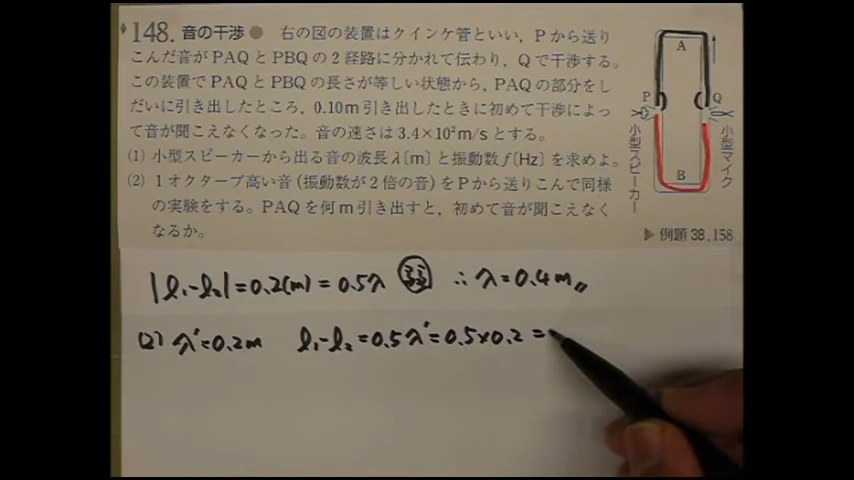 148. 音の干渉● 右の図の装置はクインケ管といい，Pから送り
こんだ音がPAQとPBQの2経路に分かれて伝わり，Qで干渉する。
この装置でPAQとPBQの長さが等しい状態から，PAQの部分をし
だいに引き出したところ，0.10m引き出したときに初めて干渉によっ
て音が聞こえなくなった。音の速さは3.4×10²m/sとする。
(1) 小型スピーカーから出る音の波長λ〔m〕と振動数f〔Hz〕を求めよ。
(2) 1オクターブ高い音(振動数が2倍の音)をPから送りこんで同様
の実験をする。PAQを何m引き出すと，初めて音が聞こえなく
なるか。
▶ 例題 38, 158
A
P
Q
B
小型スピーカー
小型マイク
|ℓ₁-ℓ₂|=0.2(m)=0.5λ 弱 ∴ λ=0.4m
(2) λ'=0.2m ℓ₁-ℓ₂=0.5λ'=0.5×0.2=